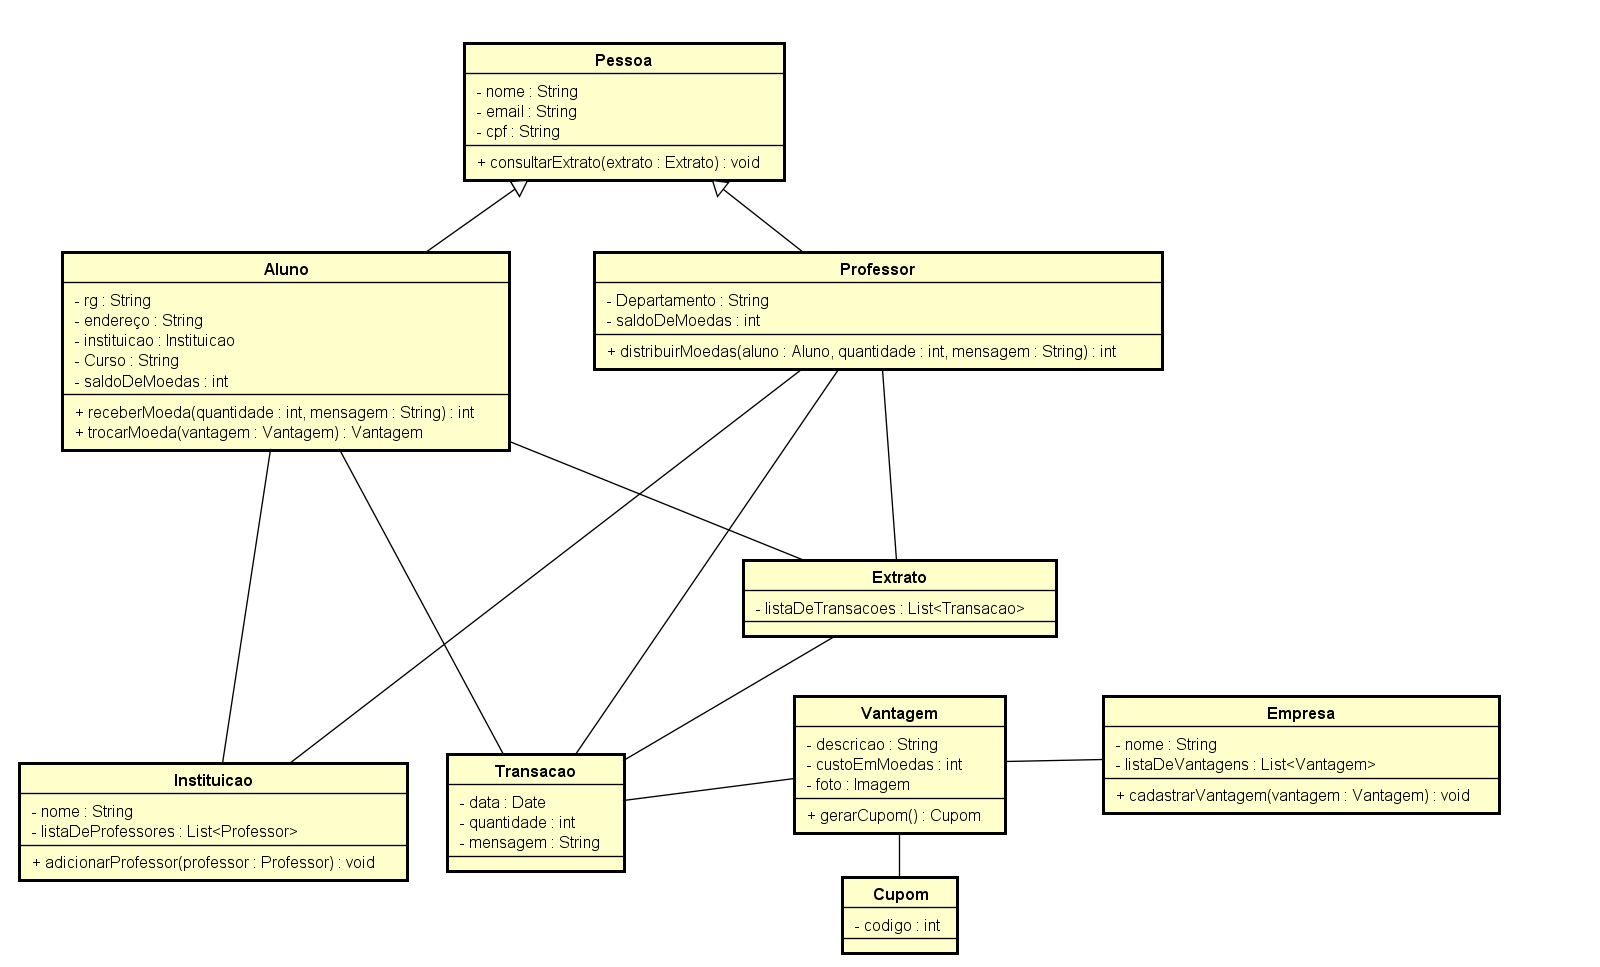 Pessoa
- nome : String
- email : String
- cpf : String
+ consultarExtrato(extrato : Extrato) : void
Aluno
- rg : String
- endereço : String
- instituicao : Instituicao
- Curso : String
- saldoDeMoedas : int
+ receberMoeda(quantidade : int, mensagem : String) : int
+ trocarMoeda(vantagem : Vantagem) : Vantagem
Professor
- Departamento : String
- saldoDeMoedas : int
+ distribuirMoedas(aluno : Aluno, quantidade : int, mensagem : String) : int
Extrato
- listaDeTransacoes : List<Transacao>
Instituicao
- nome : String
- listaDeProfessores : List<Professor>
+ adicionarProfessor(professor : Professor) : void
Transacao
- data : Date
- quantidade : int
- mensagem : String
Vantagem
- descricao : String
- custoEmMoedas : int
- foto : Imagem
+ gerarCupom() : Cupom
Empresa
- nome : String
- listaDeVantagens : List<Vantagem>
+ cadastrarVantagem(vantagem : Vantagem) : void
Cupom
- codigo : int